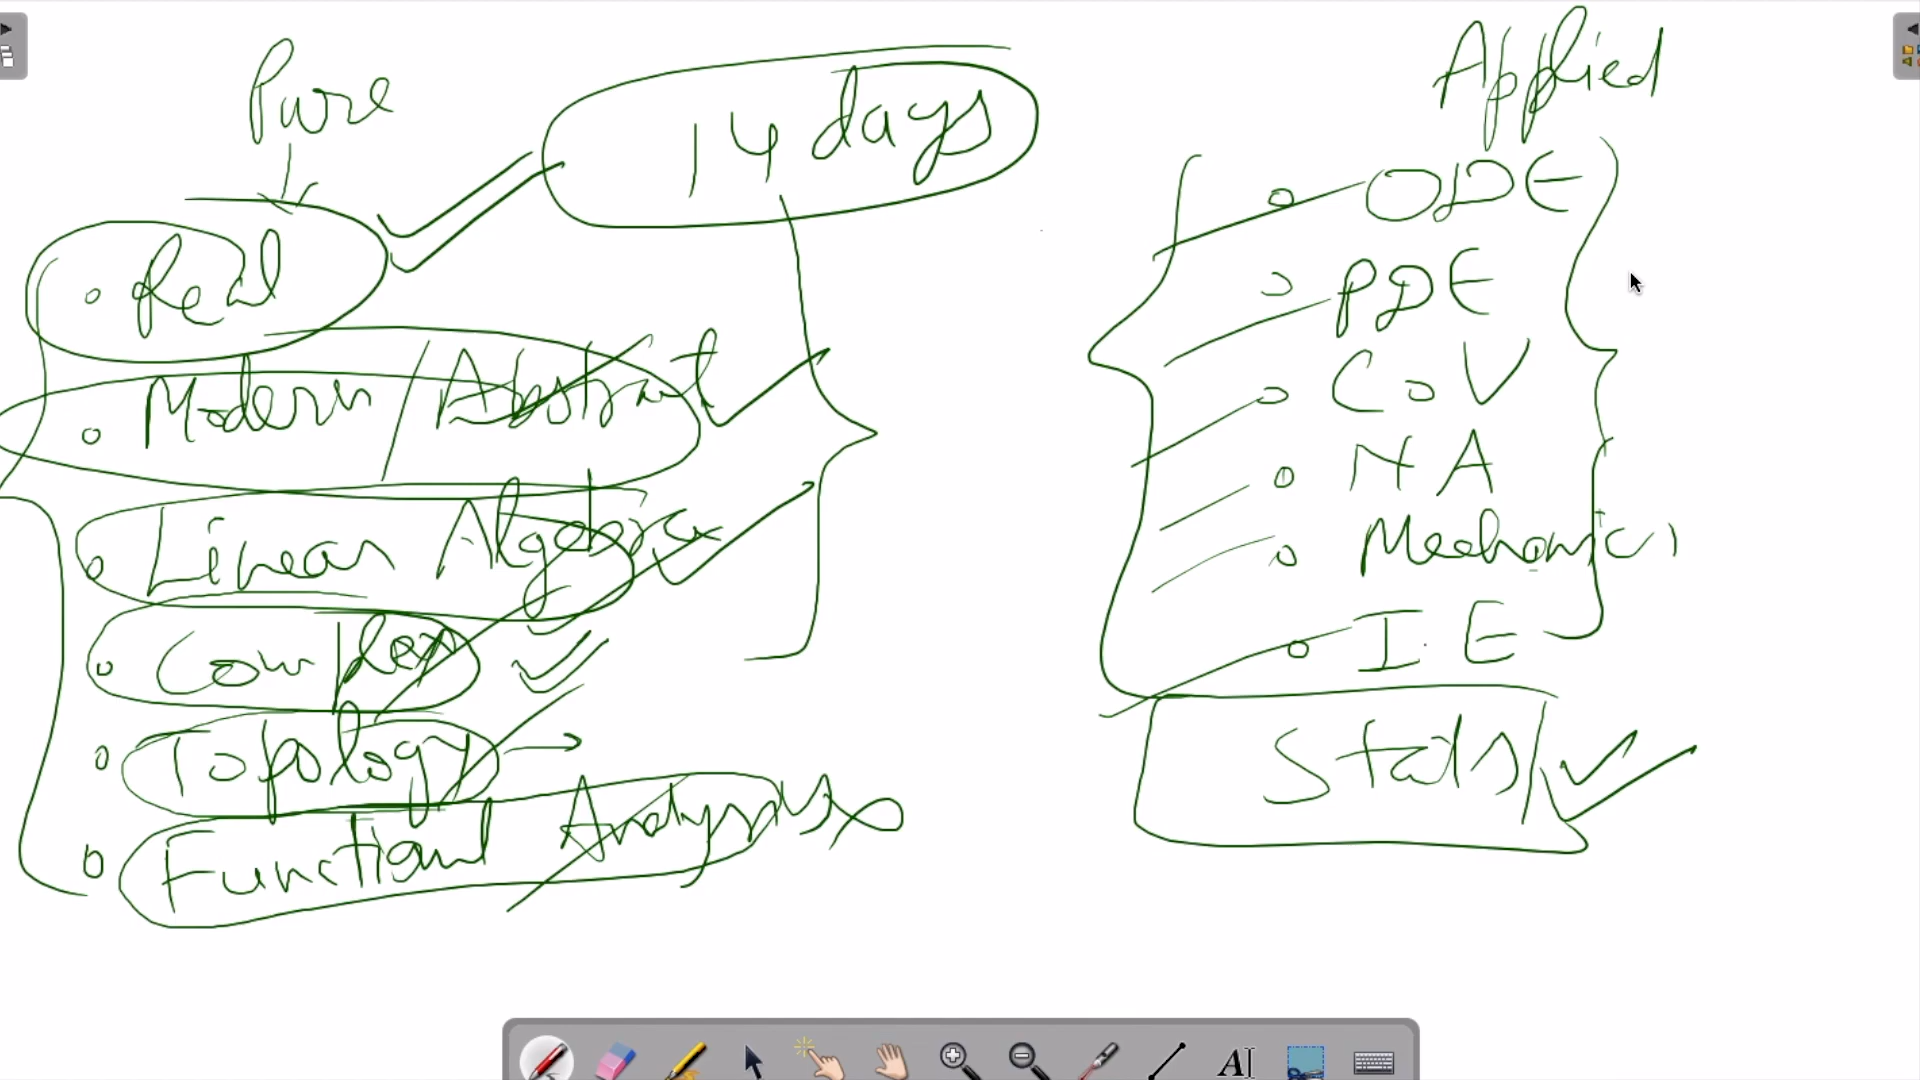 Pure
14 days
Real
Modern / Abstract
Linear Algebra
Complex
Topology
Functional Analysis
Applied
ODE
PDE
CoV
NA
Mechanics
I.E
Stats
AI